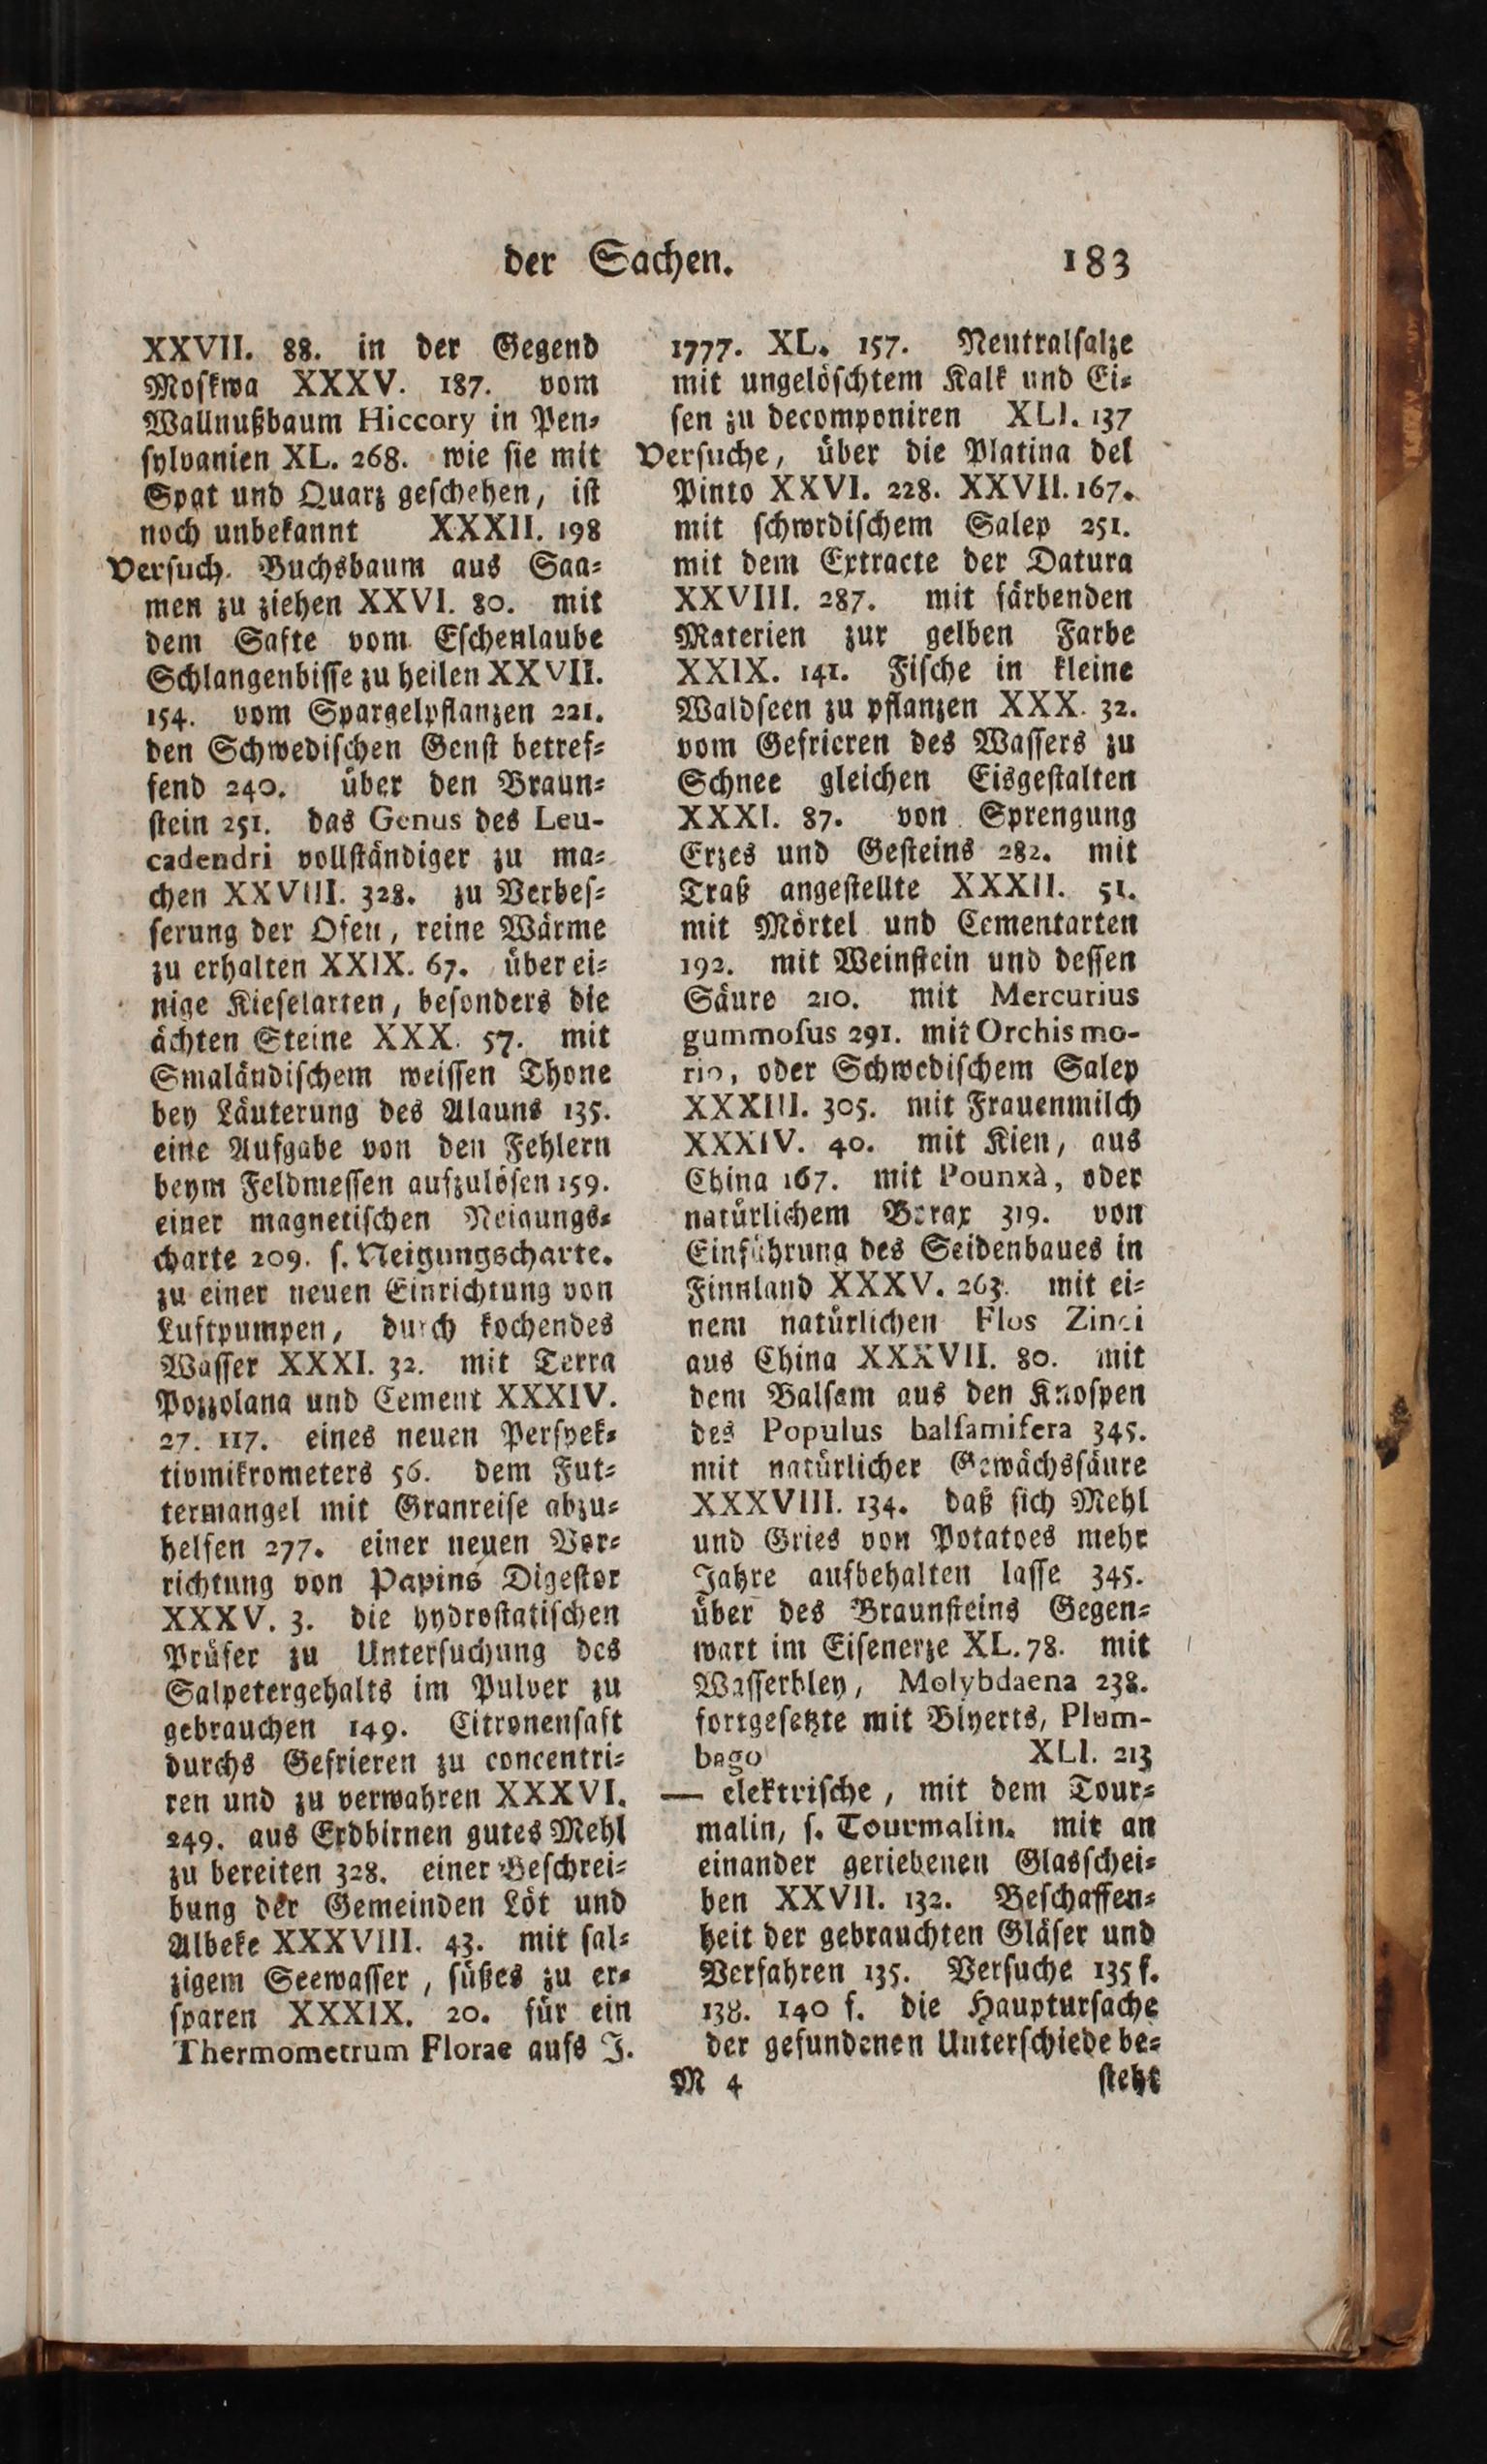 der Sachen. 183
XXVII. 88. in der Gegend
Moſkwa XXXV. 187. vom
Wallnußbaum Hiccory in Pen⸗
ſylvanien XL. 268. wie ſie mit
Spat und Quarz geſchehen, iſt
noch unbekannt XXXII. 198
Verſuch. Buchsbaum aus Saa⸗
men zu ziehen XXVI. 80. mit
dem Safte vom Eſchenlaube
Schlangenbiſſe zu heilen XXVII.
154. vom Spargelpflanzen 221.
den Schwediſchen Genſt betref⸗
fend 240. über den Braun⸗
ſtein 251. das Genus des Leu-
cadendri vollſtändiger zu ma⸗
chen XXVIII. 328. zu Verbeſ⸗
ſerung der Ofen, reine Wärme
zu erhalten XXIX. 67. über ei⸗
nige Kieſelarten, beſonders die
ächten Steine XXX. 57. mit
Smaländiſchem weiſſen Thone
bey Läuterung des Alauns 135.
eine Aufgabe von den Fehlern
beym Feldmeſſen aufzulöſen 159.
einer magnetiſchen Neigungs⸗
charte 209. ſ. Neigungscharte.
zu einer neuen Einrichtung von
Luftpumpen, durch kochendes
Waſſer XXXI. 32. mit Terra
Pozzolana und Cement XXXIV.
27. 117. eines neuen Perſpek⸗
tivmikrometers 56. dem Fut⸗
termangel mit Granreiſe abzu⸗
helfen 277. einer neuen Vor⸗
richtung von Papins Digeſtor
XXXV. 3. die hydroſtatiſchen
Prüfer zu Unterſuchung des
Salpetergehalts im Pulver zu
gebrauchen 149. Citronenſaft
durchs Gefrieren zu concentri⸗
ren und zu verwahren XXXVI.
249. aus Erdbirnen gutes Mehl
zu bereiten 328. einer Beſchrei⸗
bung der Gemeinden Löt und
Albeke XXXVIII. 43. mit ſal⸗
zigem Seewaſſer, ſüßes zu er⸗
ſparen XXXIX. 20. für ein
Thermometrum Florae aufs J.
1777. XL. 157. Neutralſalze
mit ungelöſchtem Kalk und Ei⸗
ſen zu decomponiren XLI. 137
Verſuche, über die Platina del
Pinto XXVI. 228. XXVII. 167.
mit ſchwrdiſchem Salep 251.
mit dem Extracte der Datura
XXVIII. 287. mit färbenden
Materien zur gelben Farbe
XXIX. 141. Fiſche in kleine
Waldſeen zu pflanzen XXX. 32.
vom Gefrieren des Waſſers zu
Schnee gleichen Eisgeſtalten
XXXI. 87. von Sprengung
Erzes und Geſteins 282. mit
Traß angeſtellte XXXII. 51.
mit Mörtel und Cementarten
192. mit Weinſtein und deſſen
Säure 210. mit Mercurius
gummoſus 291. mit Orchis mo-
rio, oder Schwediſchem Salep
XXXIII. 305. mit Frauenmilch
XXXIV. 40. mit Kien, aus
China 167. mit Pounxà, oder
natürlichem Borax 319. von
Einführung des Seidenbaues in
Finnland XXXV. 263. mit ei⸗
nem natürlichen Flos Zinci
aus China XXXVII. 80. mit
dem Balſam aus den Knoſpen
des Populus balſamifera 345.
mit natürlicher Gewächsſäure
XXXVIII. 134. daß ſich Mehl
und Gries von Potatoes mehr
Jahre aufbehalten laſſe 345.
über des Braunſteins Gegen⸗
wart im Eiſenerze XL. 78. mit
Waſſerbley, Molybdaena 238.
fortgeſetzte mit Blyerts, Plum-
bago XLI. 213
— elektriſche, mit dem Tour⸗
malin, ſ. Tourmalin. mit an
einander geriebenen Glasſchei⸗
ben XXVII. 132. Beſchaffen⸗
heit der gebrauchten Gläſer und
Verfahren 135. Verſuche 135 f.
138. 140 f. die Haupturſache
der gefundenen Unterſchiede be⸗
M 4 ſteht